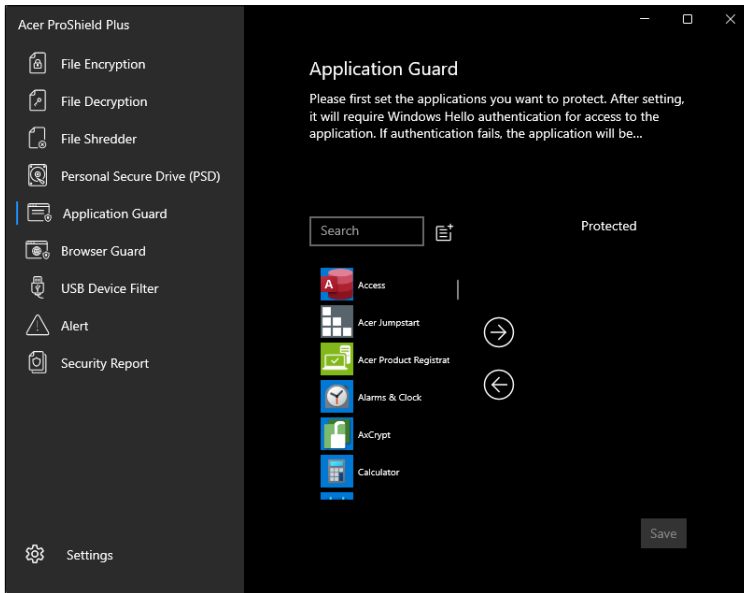 Acer ProShield Plus
File Encryption
File Decryption
File Shredder
Personal Secure Drive (PSD)
Application Guard
Browser Guard
USB Device Filter
Alert
Security Report
Settings
Application Guard
Please first set the applications you want to protect. After setting,
it will require Windows Hello authentication for access to the
application. If authentication fails, the application will be...
Search
Protected
A
Access
Acer Jumpstart
Acer Product Registrat
Alarms & Clock
AxCrypt
Calculator
Save